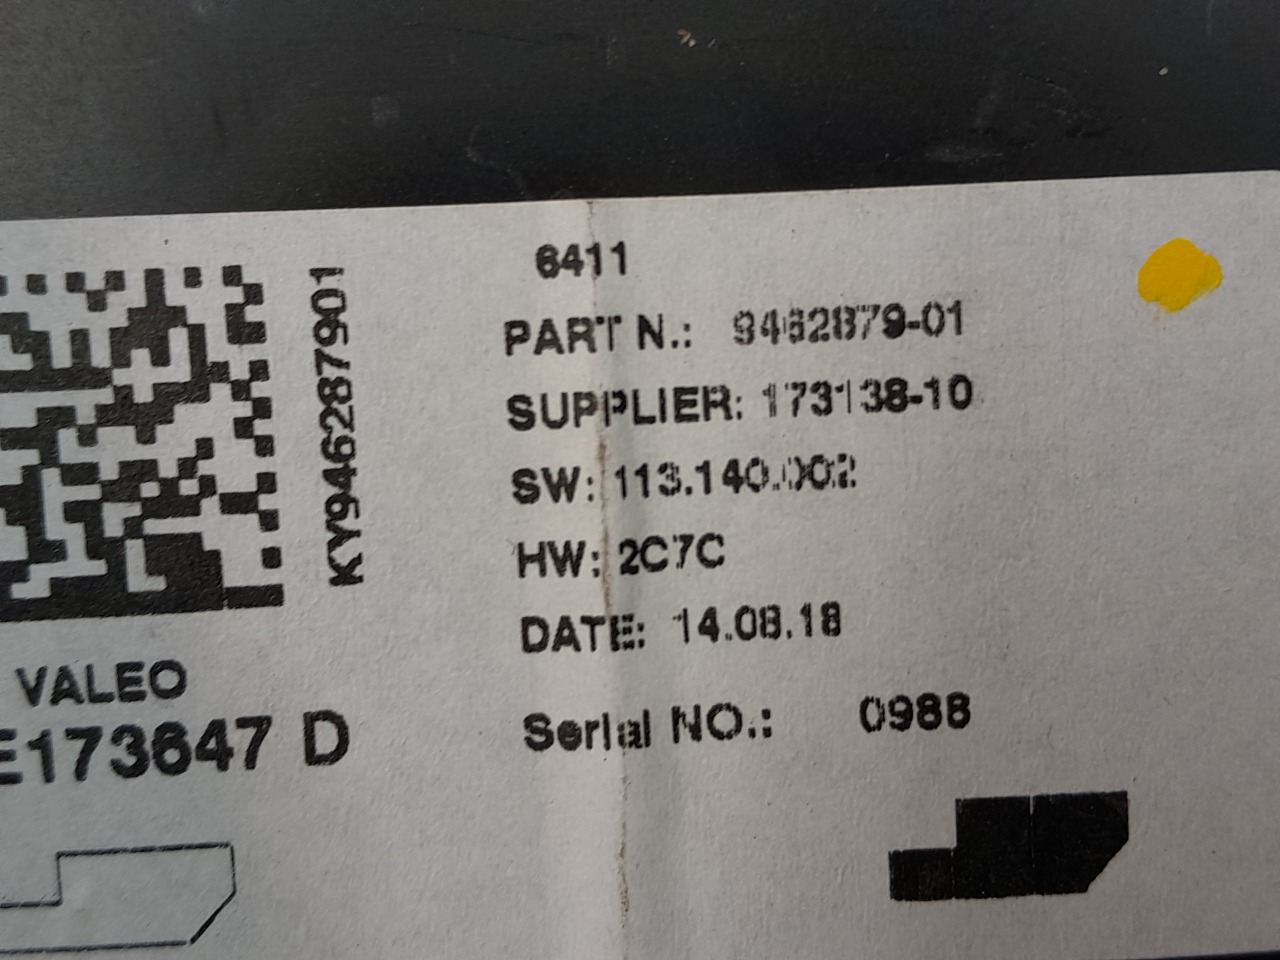 6411
PART N.: 9462879-01
SUPPLIER: 173138-10
SW: 113.140.002
HW: 2C7C
DATE: 14.08.18
Serial NO.: 0988
KY946287901
VALEO
E173647 D